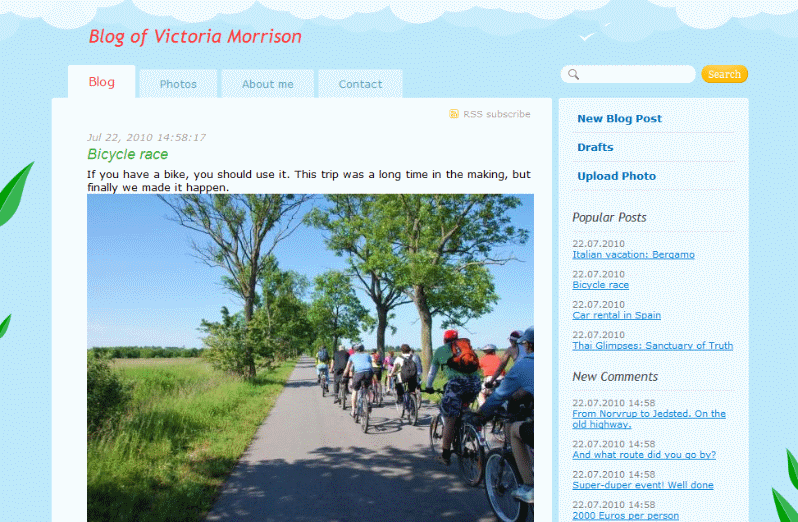 Blog of Victoria Morrison
Blog
Photos
About me
Contact
Search
RSS subscribe
Jul 22, 2010 14:58:17
Bicycle race
If you have a bike, you should use it. This trip was a long time in the making, but
finally we made it happen.
New Blog Post
Drafts
Upload Photo
Popular Posts
22.07.2010
Italian vacation: Bergamo
22.07.2010
Bicycle race
22.07.2010
Car rental in Spain
22.07.2010
Thai Glimpses: Sanctuary of Truth
New Comments
22.07.2010 14:58
From Norvrup to Jedsted. On the
old highway.
22.07.2010 14:58
And what route did you go by?
22.07.2010 14:58
Super-duper event! Well done
22.07.2010 14:58
2000 Euros per person